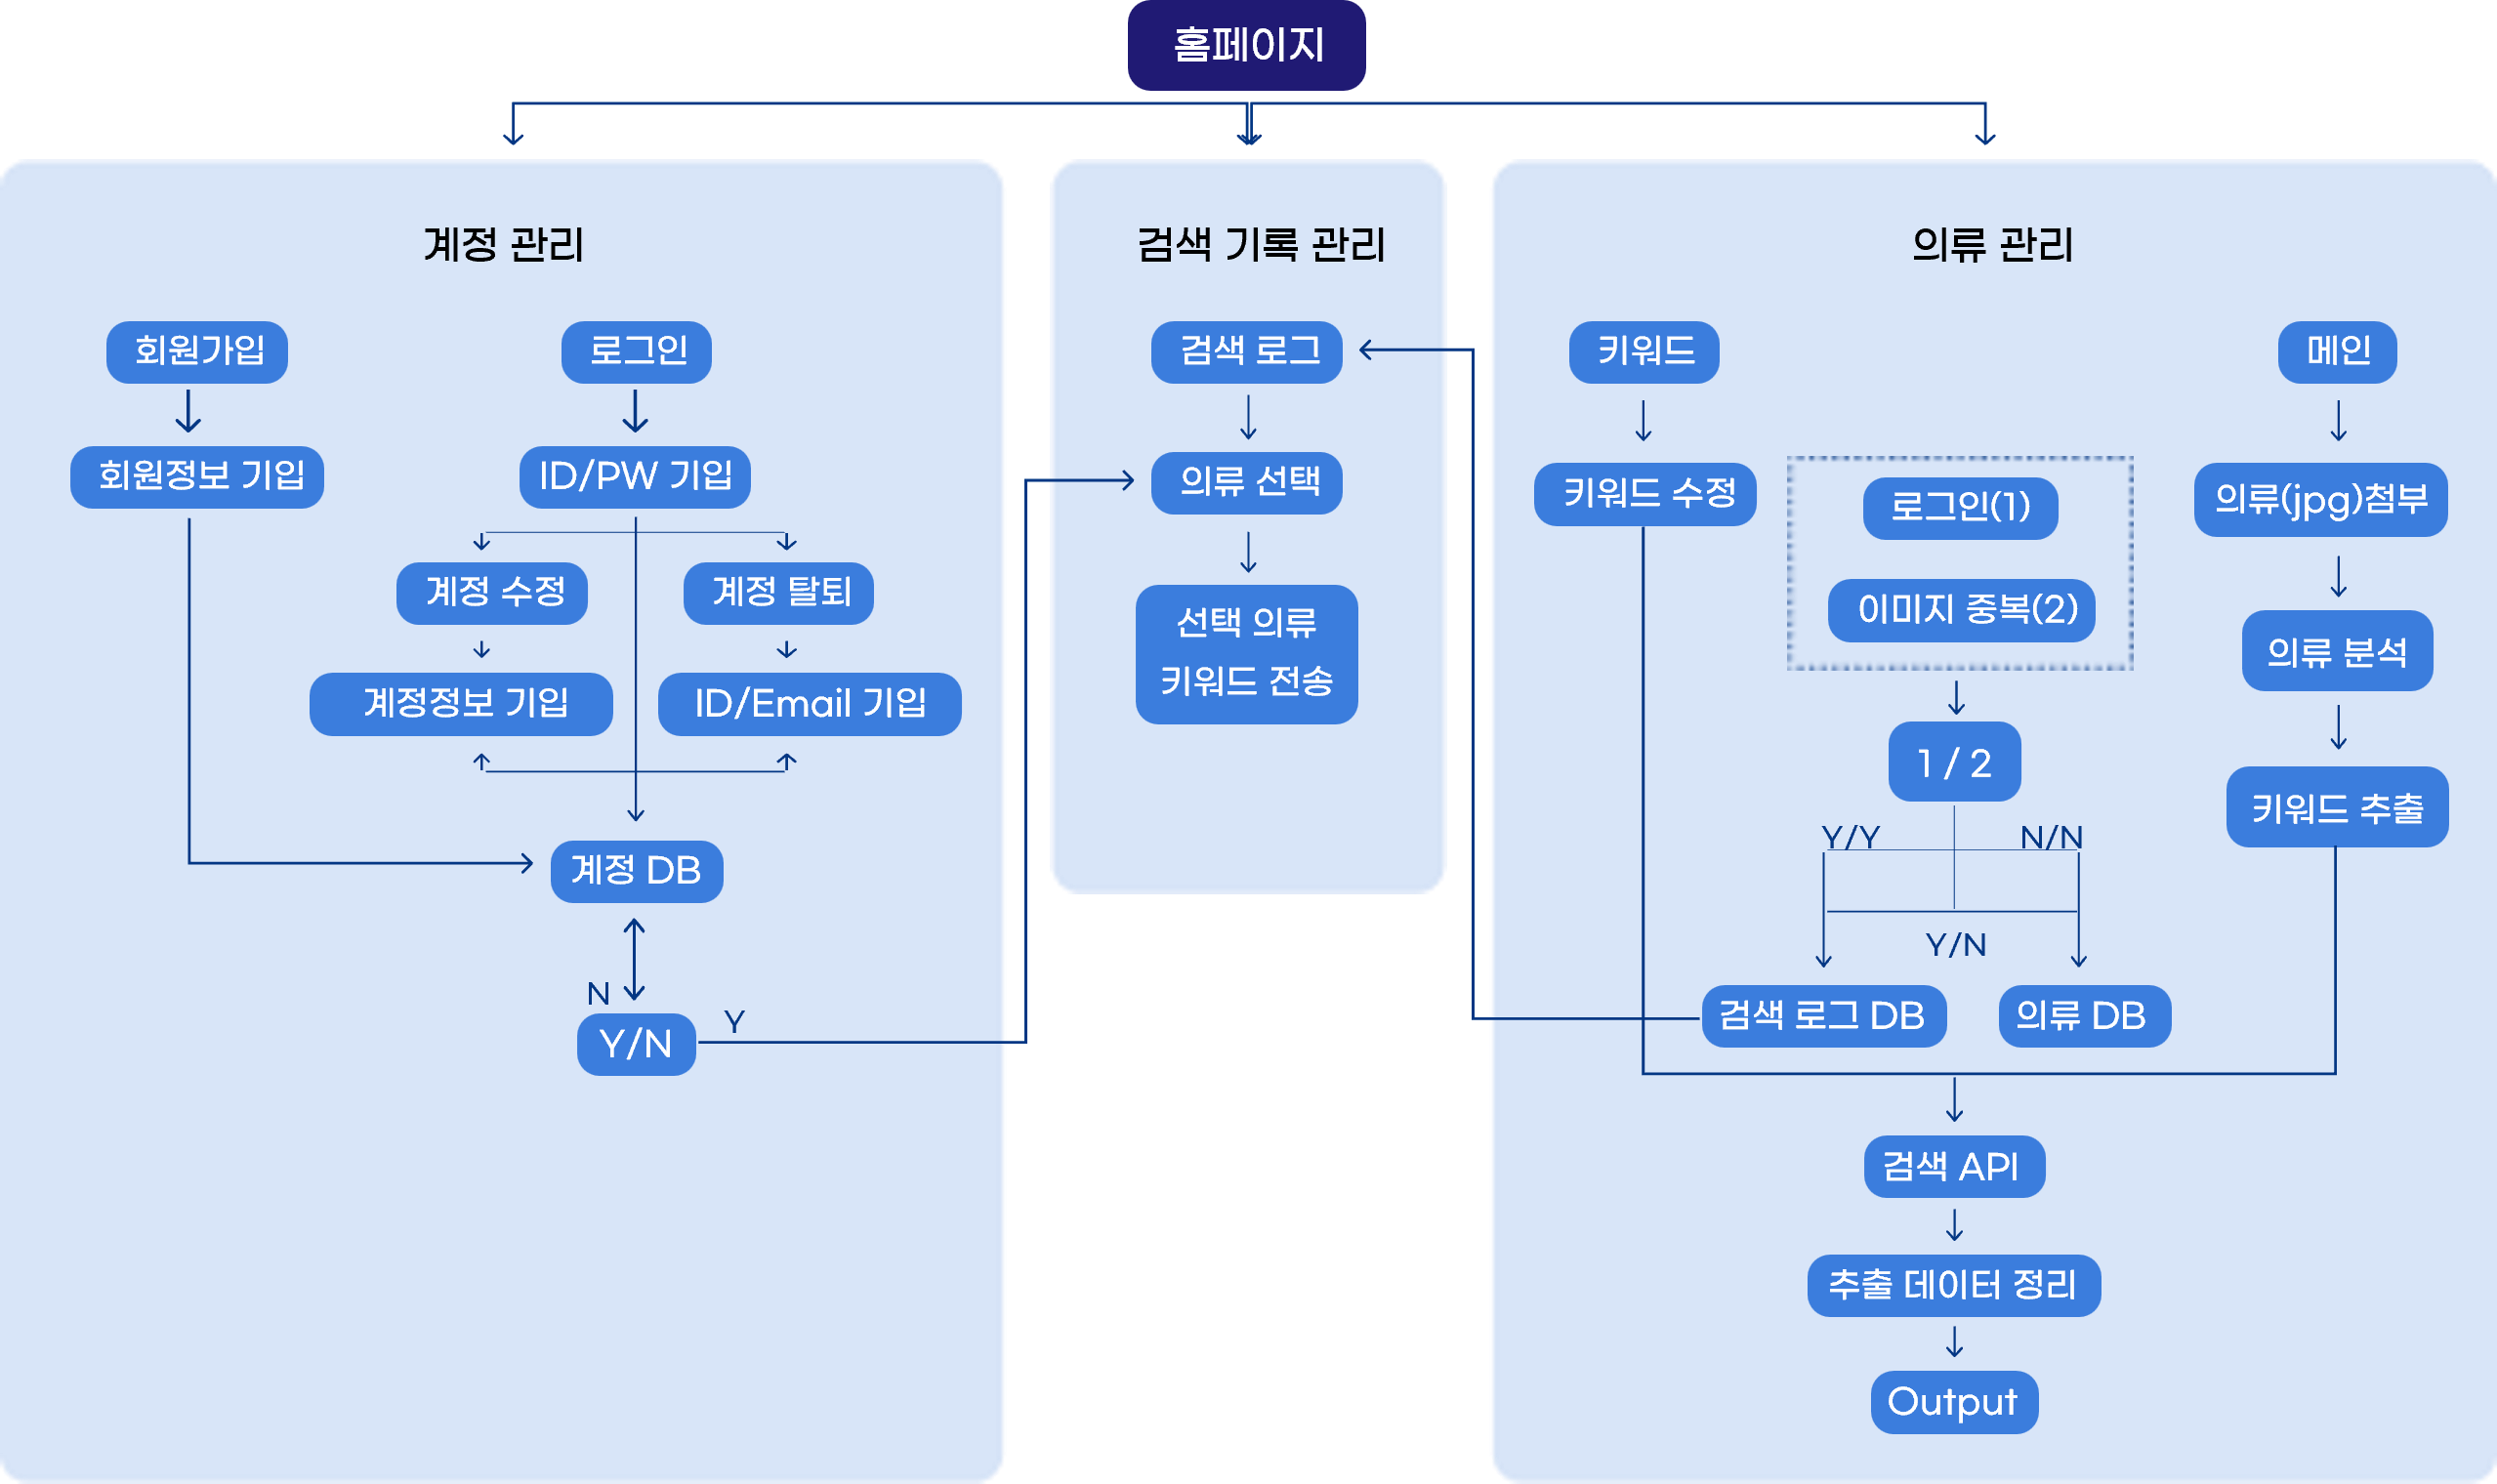 홈페이지
계정 관리
회원가입
로그인
회원정보 기입
ID/PW 기입
계정 수정
계정 탈퇴
계정정보 기입
ID/Email 기입
계정 DB
N
Y
Y/N
검색 기록 관리
검색 로그
의류 선택
선택 의류
키워드 전송
의류 관리
키워드
메인
키워드 수정
로그인(1)
의류(jpg)첨부
이미지 중복(2)
의류 분석
1 / 2
키워드 추출
Y/Y
N/N
Y/N
검색 로그 DB
의류 DB
검색 API
추출 데이터 정리
Output